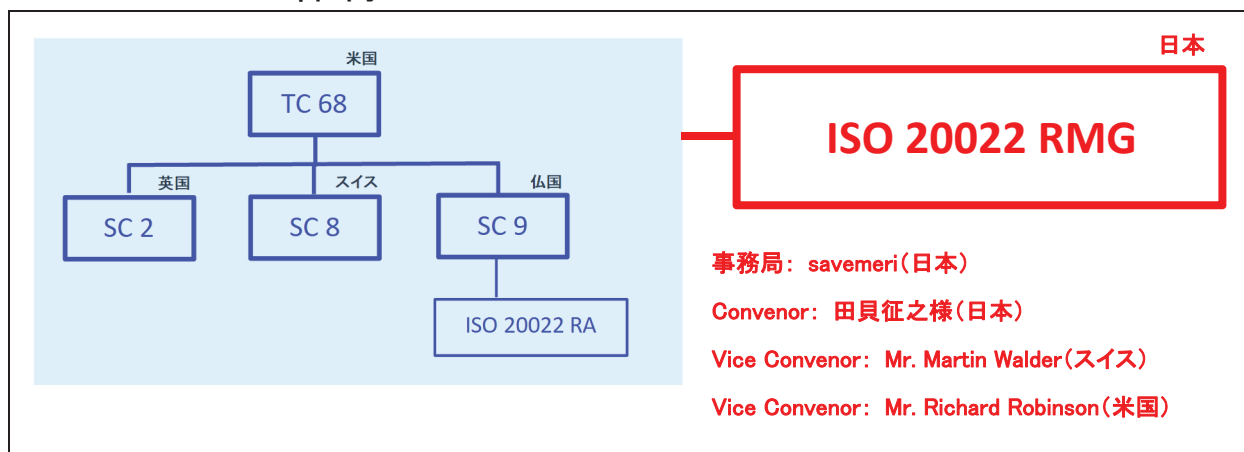 米国
日本
TC 68
ISO 20022 RMG
英国
スイス
仏国
SC 2
SC 8
SC 9
ISO 20022 RA
事務局： savemeri（日本）
Convenor： 田貝征之様（日本）
Vice Convenor： Mr. Martin Walder（スイス）
Vice Convenor： Mr. Richard Robinson（米国）